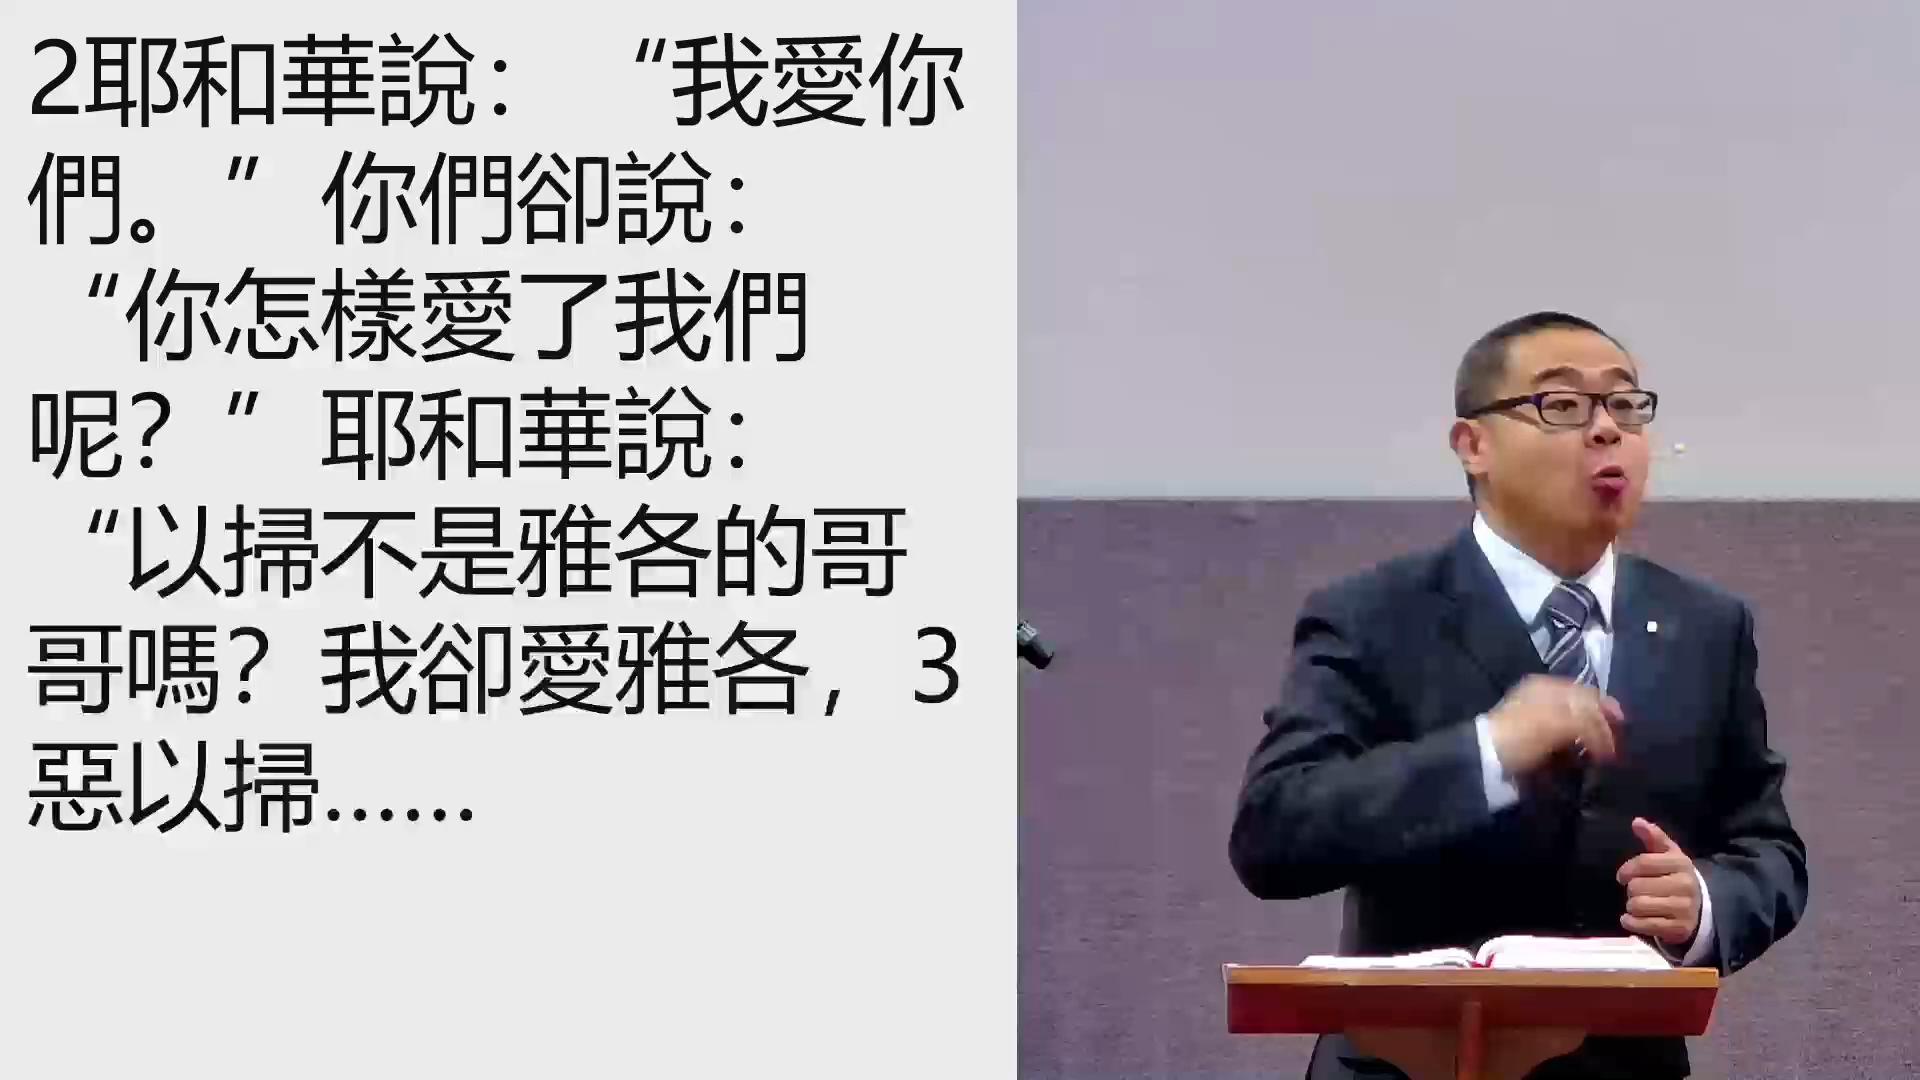 2耶和華說：“我愛你
們。”你們卻說：
“你怎樣愛了我們
呢？”耶和華說：
“以掃不是雅各的哥
哥嗎？我卻愛雅各，3
惡以掃……